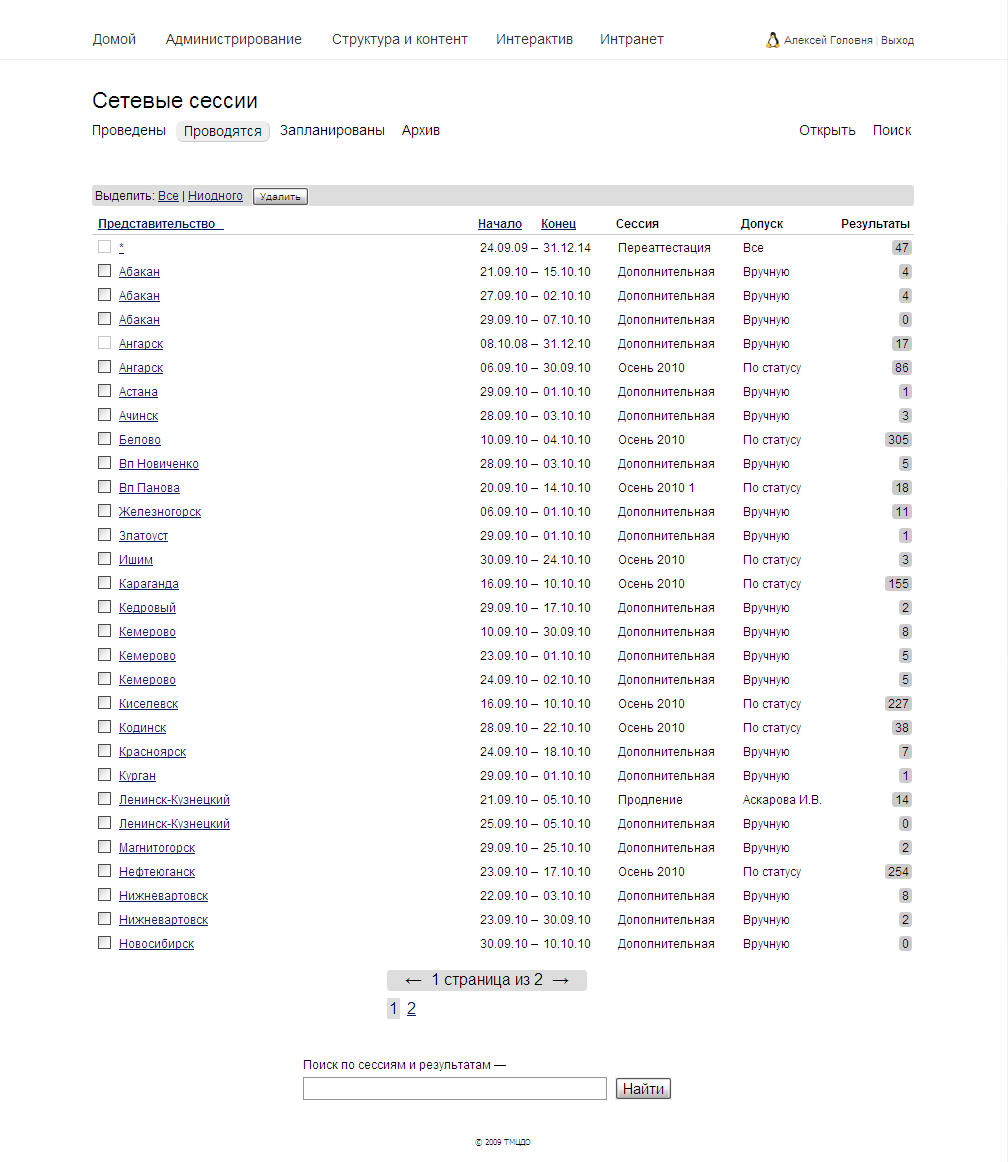 Домой Администрирование Структура и контент Интерактив Интранет Алексей Головня | Выход
Сетевые сессии
Проведены Проводятся Запланированы Архив Открыть Поиск
Выделить: Все | Ниодного Удалить
Представительство Начало Конец Сессия Допуск Результаты
* 24.09.09 – 31.12.14 Переаттестация Все 47
Абакан 21.09.10 – 15.10.10 Дополнительная Вручную 4
Абакан 27.09.10 – 02.10.10 Дополнительная Вручную 4
Абакан 29.09.10 – 07.10.10 Дополнительная Вручную 0
Ангарск 08.10.08 – 31.12.10 Дополнительная Вручную 17
Ангарск 06.09.10 – 30.09.10 Осень 2010 По статусу 86
Астана 29.09.10 – 01.10.10 Дополнительная Вручную 1
Ачинск 28.09.10 – 03.10.10 Дополнительная Вручную 3
Белово 10.09.10 – 04.10.10 Осень 2010 По статусу 305
Вп Новиченко 28.09.10 – 03.10.10 Дополнительная Вручную 5
Вп Панова 20.09.10 – 14.10.10 Осень 2010 1 По статусу 18
Железногорск 06.09.10 – 01.10.10 Дополнительная Вручную 11
Златоуст 29.09.10 – 01.10.10 Дополнительная Вручную 1
Ишим 30.09.10 – 24.10.10 Осень 2010 По статусу 3
Караганда 16.09.10 – 10.10.10 Осень 2010 По статусу 155
Кедровый 29.09.10 – 17.10.10 Дополнительная Вручную 2
Кемерово 10.09.10 – 30.09.10 Дополнительная Вручную 8
Кемерово 23.09.10 – 01.10.10 Дополнительная Вручную 5
Кемерово 24.09.10 – 02.10.10 Дополнительная Вручную 5
Киселевск 16.09.10 – 10.10.10 Осень 2010 По статусу 227
Кодинск 28.09.10 – 22.10.10 Осень 2010 По статусу 38
Красноярск 24.09.10 – 18.10.10 Дополнительная Вручную 7
Курган 29.09.10 – 01.10.10 Дополнительная Вручную 1
Ленинск-Кузнецкий 21.09.10 – 05.10.10 Продление Аскарова И.В. 14
Ленинск-Кузнецкий 25.09.10 – 05.10.10 Дополнительная Вручную 0
Магнитогорск 29.09.10 – 25.10.10 Дополнительная Вручную 2
Нефтеюганск 23.09.10 – 17.10.10 Осень 2010 По статусу 254
Нижневартовск 22.09.10 – 03.10.10 Дополнительная Вручную 8
Нижневартовск 23.09.10 – 30.09.10 Дополнительная Вручную 2
Новосибирск 30.09.10 – 10.10.10 Дополнительная Вручную 0
← 1 страница из 2 →
1 2
Поиск по сессиям и результатам —
Найти
© 2009 ТМЦДО